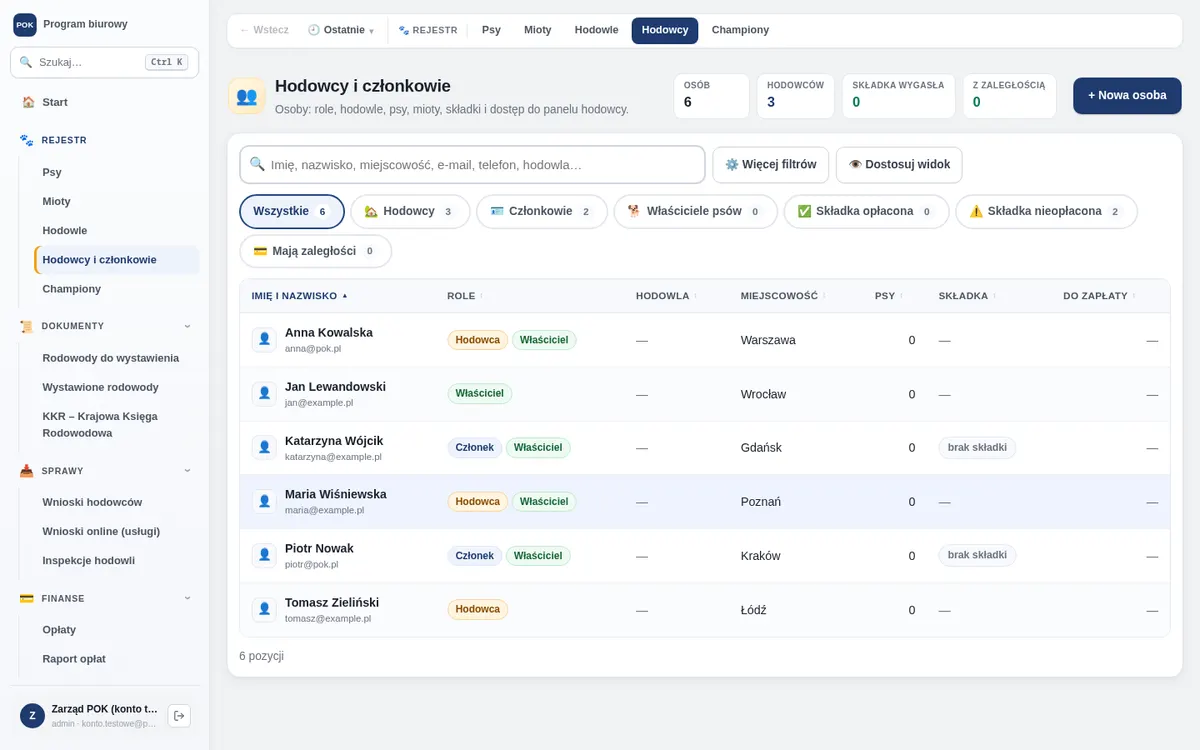 POK Program biurowy
Szukaj… Ctrl K
Start
REJESTR
Psy
Mioty
Hodowle
Hodowcy i członkowie
Championy
DOKUMENTY
Rodowody do wystawienia
Wystawione rodowody
KKR – Krajowa Księga
Rodowodowa
SPRAWY
Wnioski hodowców
Wnioski online (usługi)
Inspekcje hodowli
FINANSE
Opłaty
Raport opłat
Z Zarząd POK (konto t…
admin · konto.testowe@p…
← Wstecz Ostatnie ▾ REJESTR Psy Mioty Hodowle Hodowcy Championy
Hodowcy i członkowie
Osoby: role, hodowle, psy, mioty, składki i dostęp do panelu hodowcy.
OSÓB
6
HODOWCÓW
3
SKŁADKA WYGASŁA
0
Z ZALEGŁOŚCIĄ
0
+ Nowa osoba
Imię, nazwisko, miejscowość, e-mail, telefon, hodowla…
Więcej filtrów
Dostosuj widok
Wszystkie 6 Hodowcy 3 Członkowie 2 Właściciele psów 0 Składka opłacona 0 Składka nieopłacona 2
Mają zaległości 0
IMIĘ I NAZWISKO ▲ ROLE ↕ HODOWLA ↕ MIEJSCOWOŚĆ ↕ PSY ↕ SKŁADKA ↕ DO ZAPŁATY ↕
Anna Kowalska Hodowca Właściciel — Warszawa 0 — —
anna@pok.pl
Jan Lewandowski Właściciel — Wrocław 0 — —
jan@example.pl
Katarzyna Wójcik Członek Właściciel — Gdańsk 0 brak składki —
katarzyna@example.pl
Maria Wiśniewska Hodowca Właściciel — Poznań 0 — —
maria@example.pl
Piotr Nowak Członek Właściciel — Kraków 0 brak składki —
piotr@pok.pl
Tomasz Zieliński Hodowca — Łódź 0 — —
tomasz@example.pl
6 pozycji